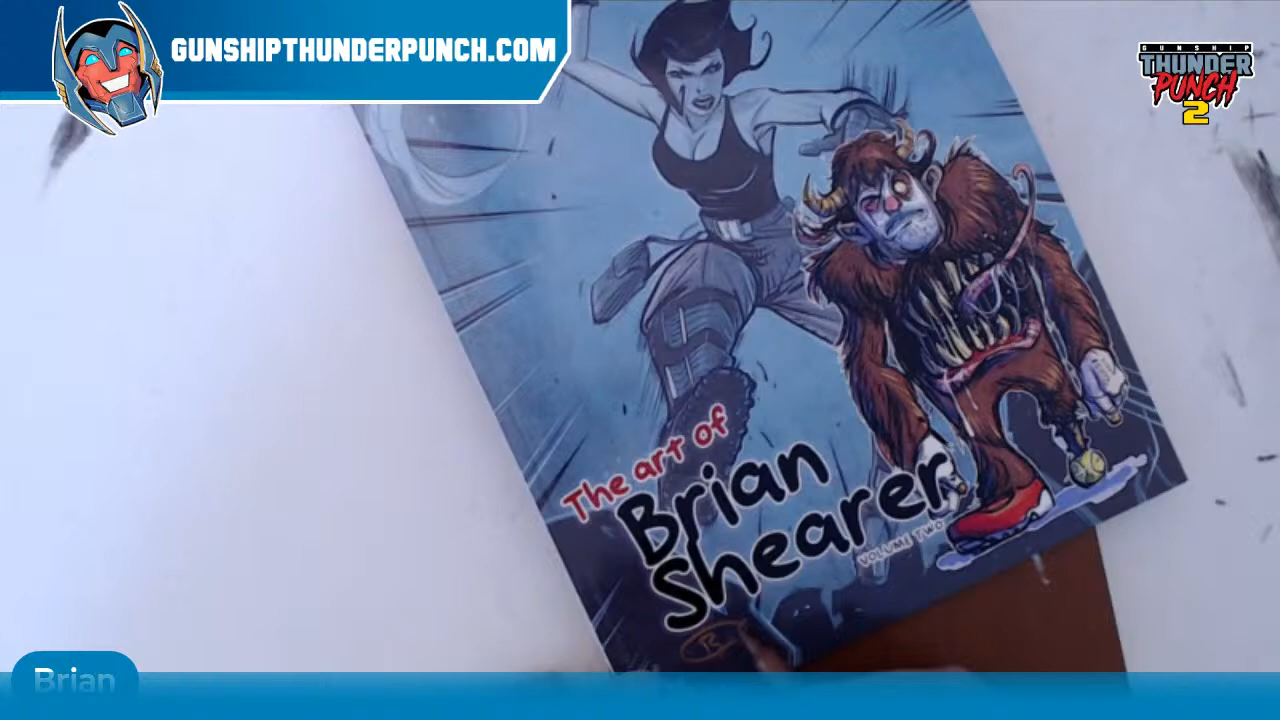 GUNSHIPTHUNDERPUNCH.COM
GUNSHIP
THUNDER
PUNCH
2
The art of
Brian
Shearer
VOLUME TWO
Brian